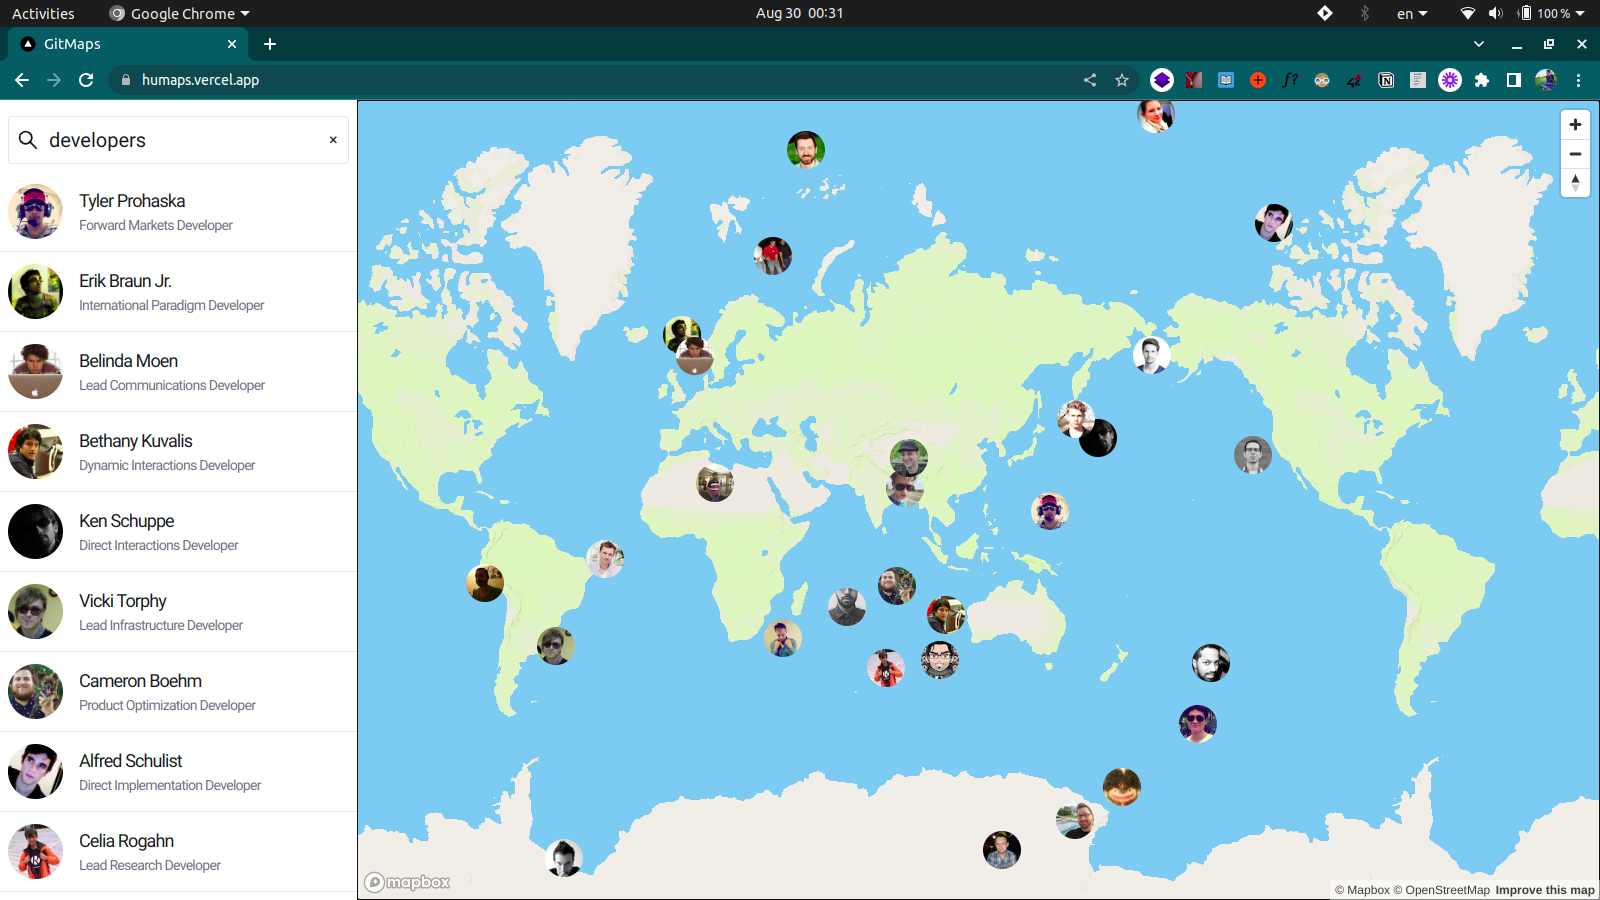 Activities
Google Chrome
Aug 30 00:31
en
100 %
GitMaps
humaps.vercel.app
developers
Tyler Prohaska
Forward Markets Developer
Erik Braun Jr.
International Paradigm Developer
Belinda Moen
Lead Communications Developer
Bethany Kuvalis
Dynamic Interactions Developer
Ken Schuppe
Direct Interactions Developer
Vicki Torphy
Lead Infrastructure Developer
Cameron Boehm
Product Optimization Developer
Alfred Schulist
Direct Implementation Developer
Celia Rogahn
Lead Research Developer
mapbox
© Mapbox © OpenStreetMap Improve this map